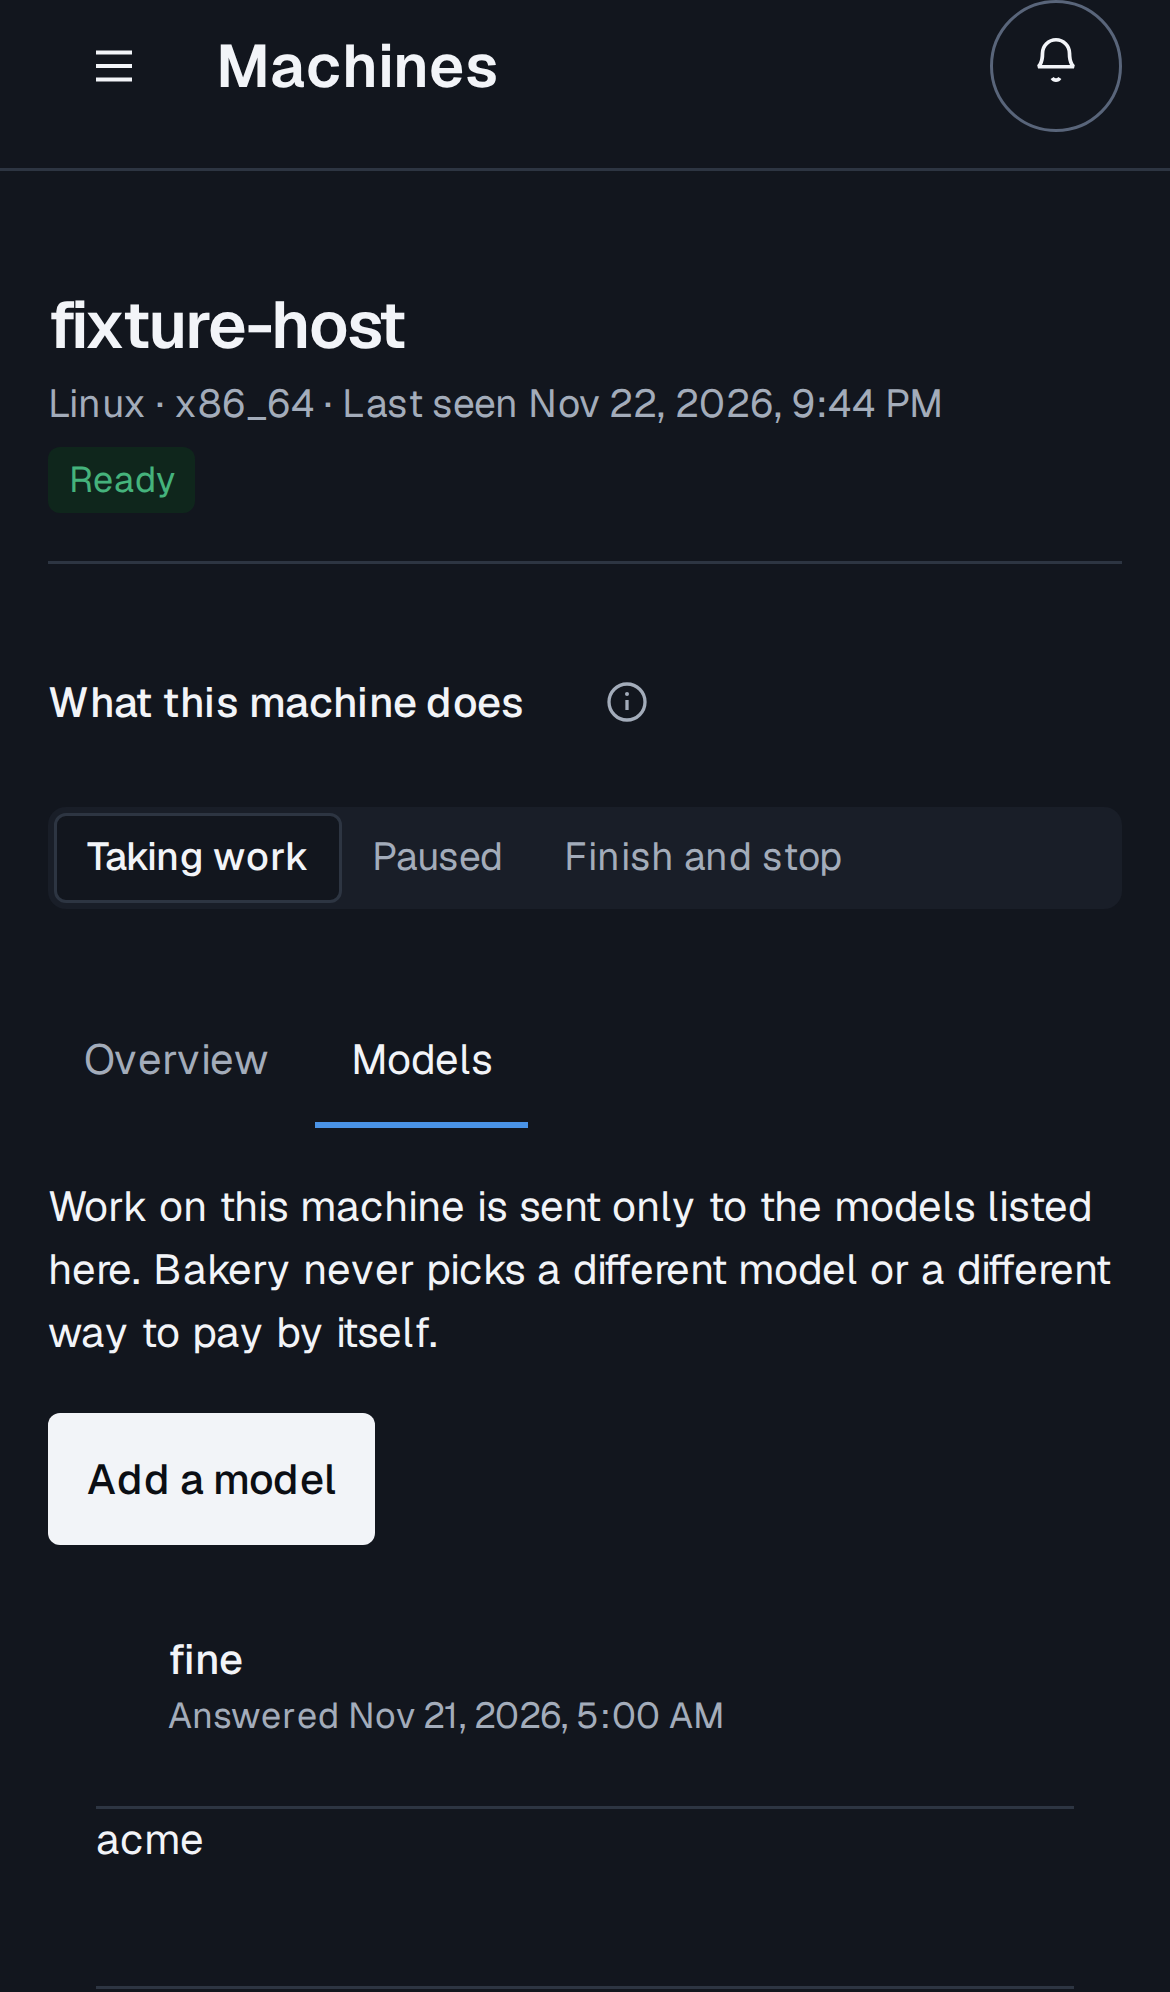 Machines
fixture-host
Linux · x86_64 · Last seen Nov 22, 2026, 9:44 PM
Ready
What this machine does
Taking work Paused Finish and stop
Overview Models
Work on this machine is sent only to the models listed
here. Bakery never picks a different model or a different
way to pay by itself.
Add a model
fine
Answered Nov 21, 2026, 5:00 AM
acme